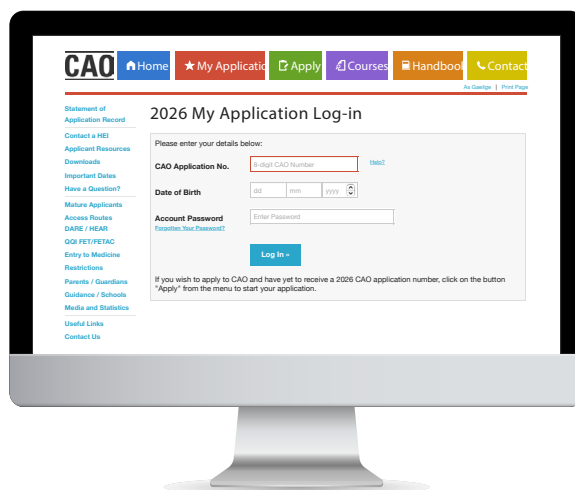 CAO
Home
My Applicatic
Apply
Courses
Handbool
Contact
As Gaeilge | Print Page
Statement of
Application Record
Contact a HEI
Applicant Resources
Downloads
Important Dates
Have a Question?
Mature Applicants
Access Routes
DARE / HEAR
QQI FET/FETAC
Entry to Medicine
Restrictions
Parents / Guardians
Guidance / Schools
Media and Statistics
Useful Links
Contact Us
2026 My Application Log-in
Please enter your details below:
CAO Application No.
8-digit CAO Number
Help?
Date of Birth
dd
mm
yyyy
Account Password
Enter Password
Forgotten Your Password?
Log In »
If you wish to apply to CAO and have yet to receive a 2026 CAO application number, click on the button
"Apply" from the menu to start your application.